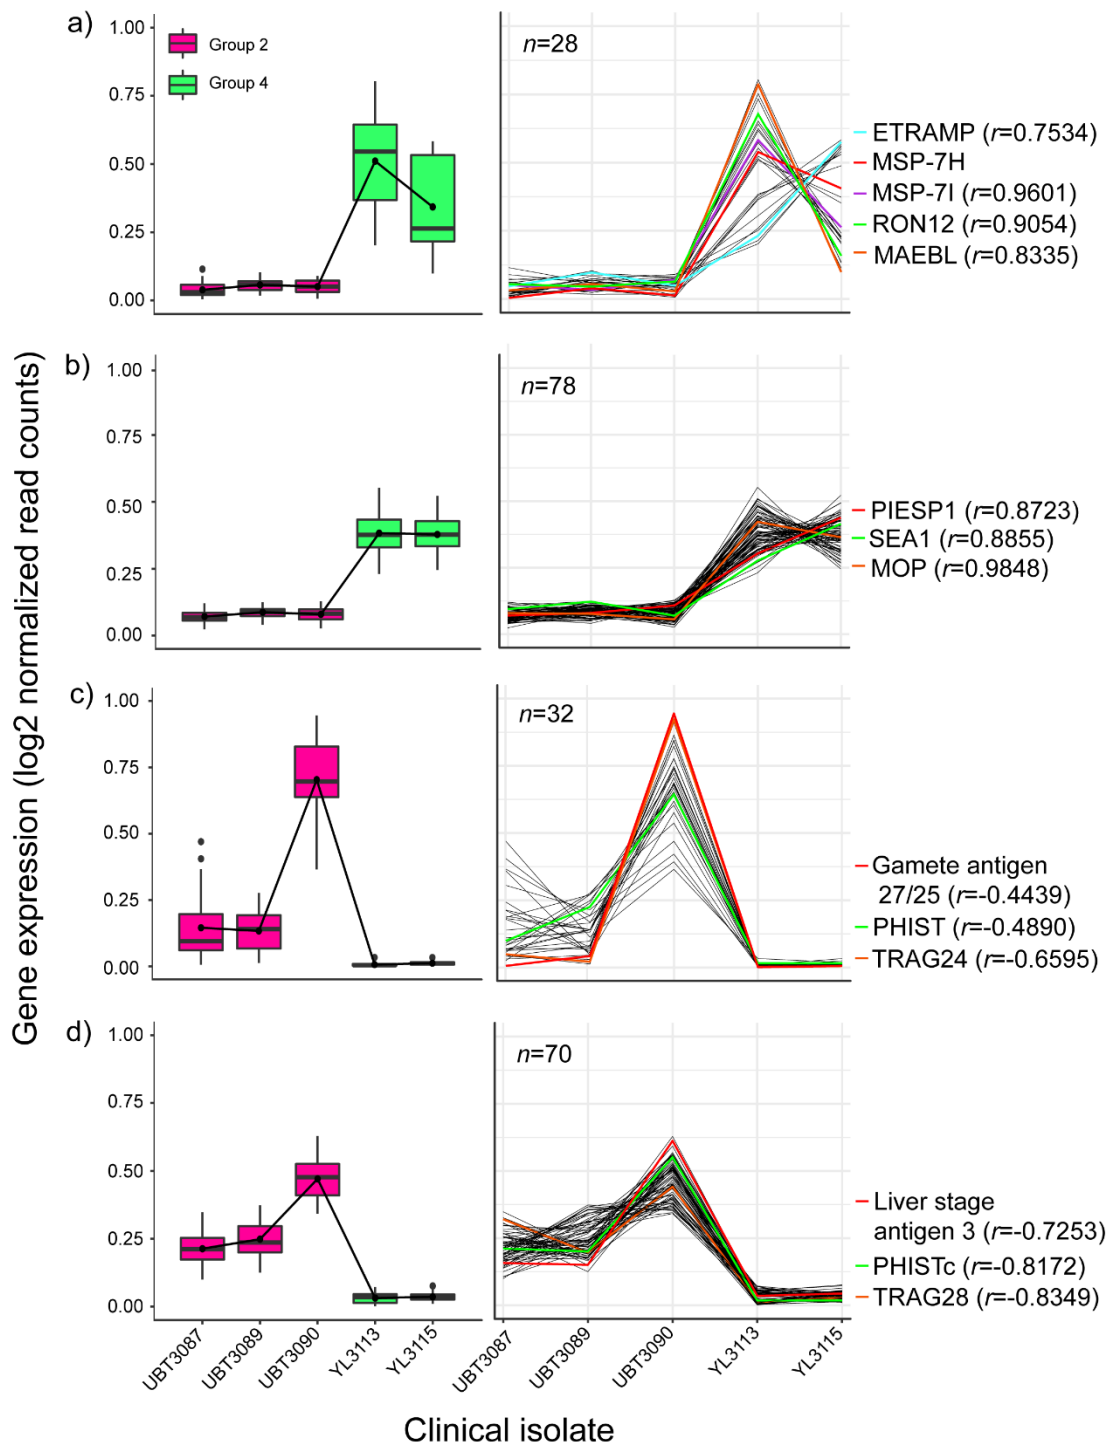 Gene expression (log2 normalized read counts)
a)
1.00
0.75
0.50
0.25
0.00
Group 2
Group 4
n=28
ETRAMP (r=0.7534)
MSP-7H
MSP-7I (r=0.9601)
RON12 (r=0.9054)
MAEBL (r=0.8335)
b)
1.00
0.75
0.50
0.25
0.00
n=78
PIESP1 (r=0.8723)
SEA1 (r=0.8855)
MOP (r=0.9848)
c)
1.00
0.75
0.50
0.25
0.00
n=32
Gamete antigen
27/25 (r=-0.4439)
PHIST (r=-0.4890)
TRAG24 (r=-0.6595)
d)
1.00
0.75
0.50
0.25
0.00
n=70
Liver stage
antigen 3 (r=-0.7253)
PHISTc (r=-0.8172)
TRAG28 (r=-0.8349)
UBT3087
UBT3089
UBT3090
YL3113
YL3115
UBT3087
UBT3089
UBT3090
YL3113
YL3115
Clinical isolate